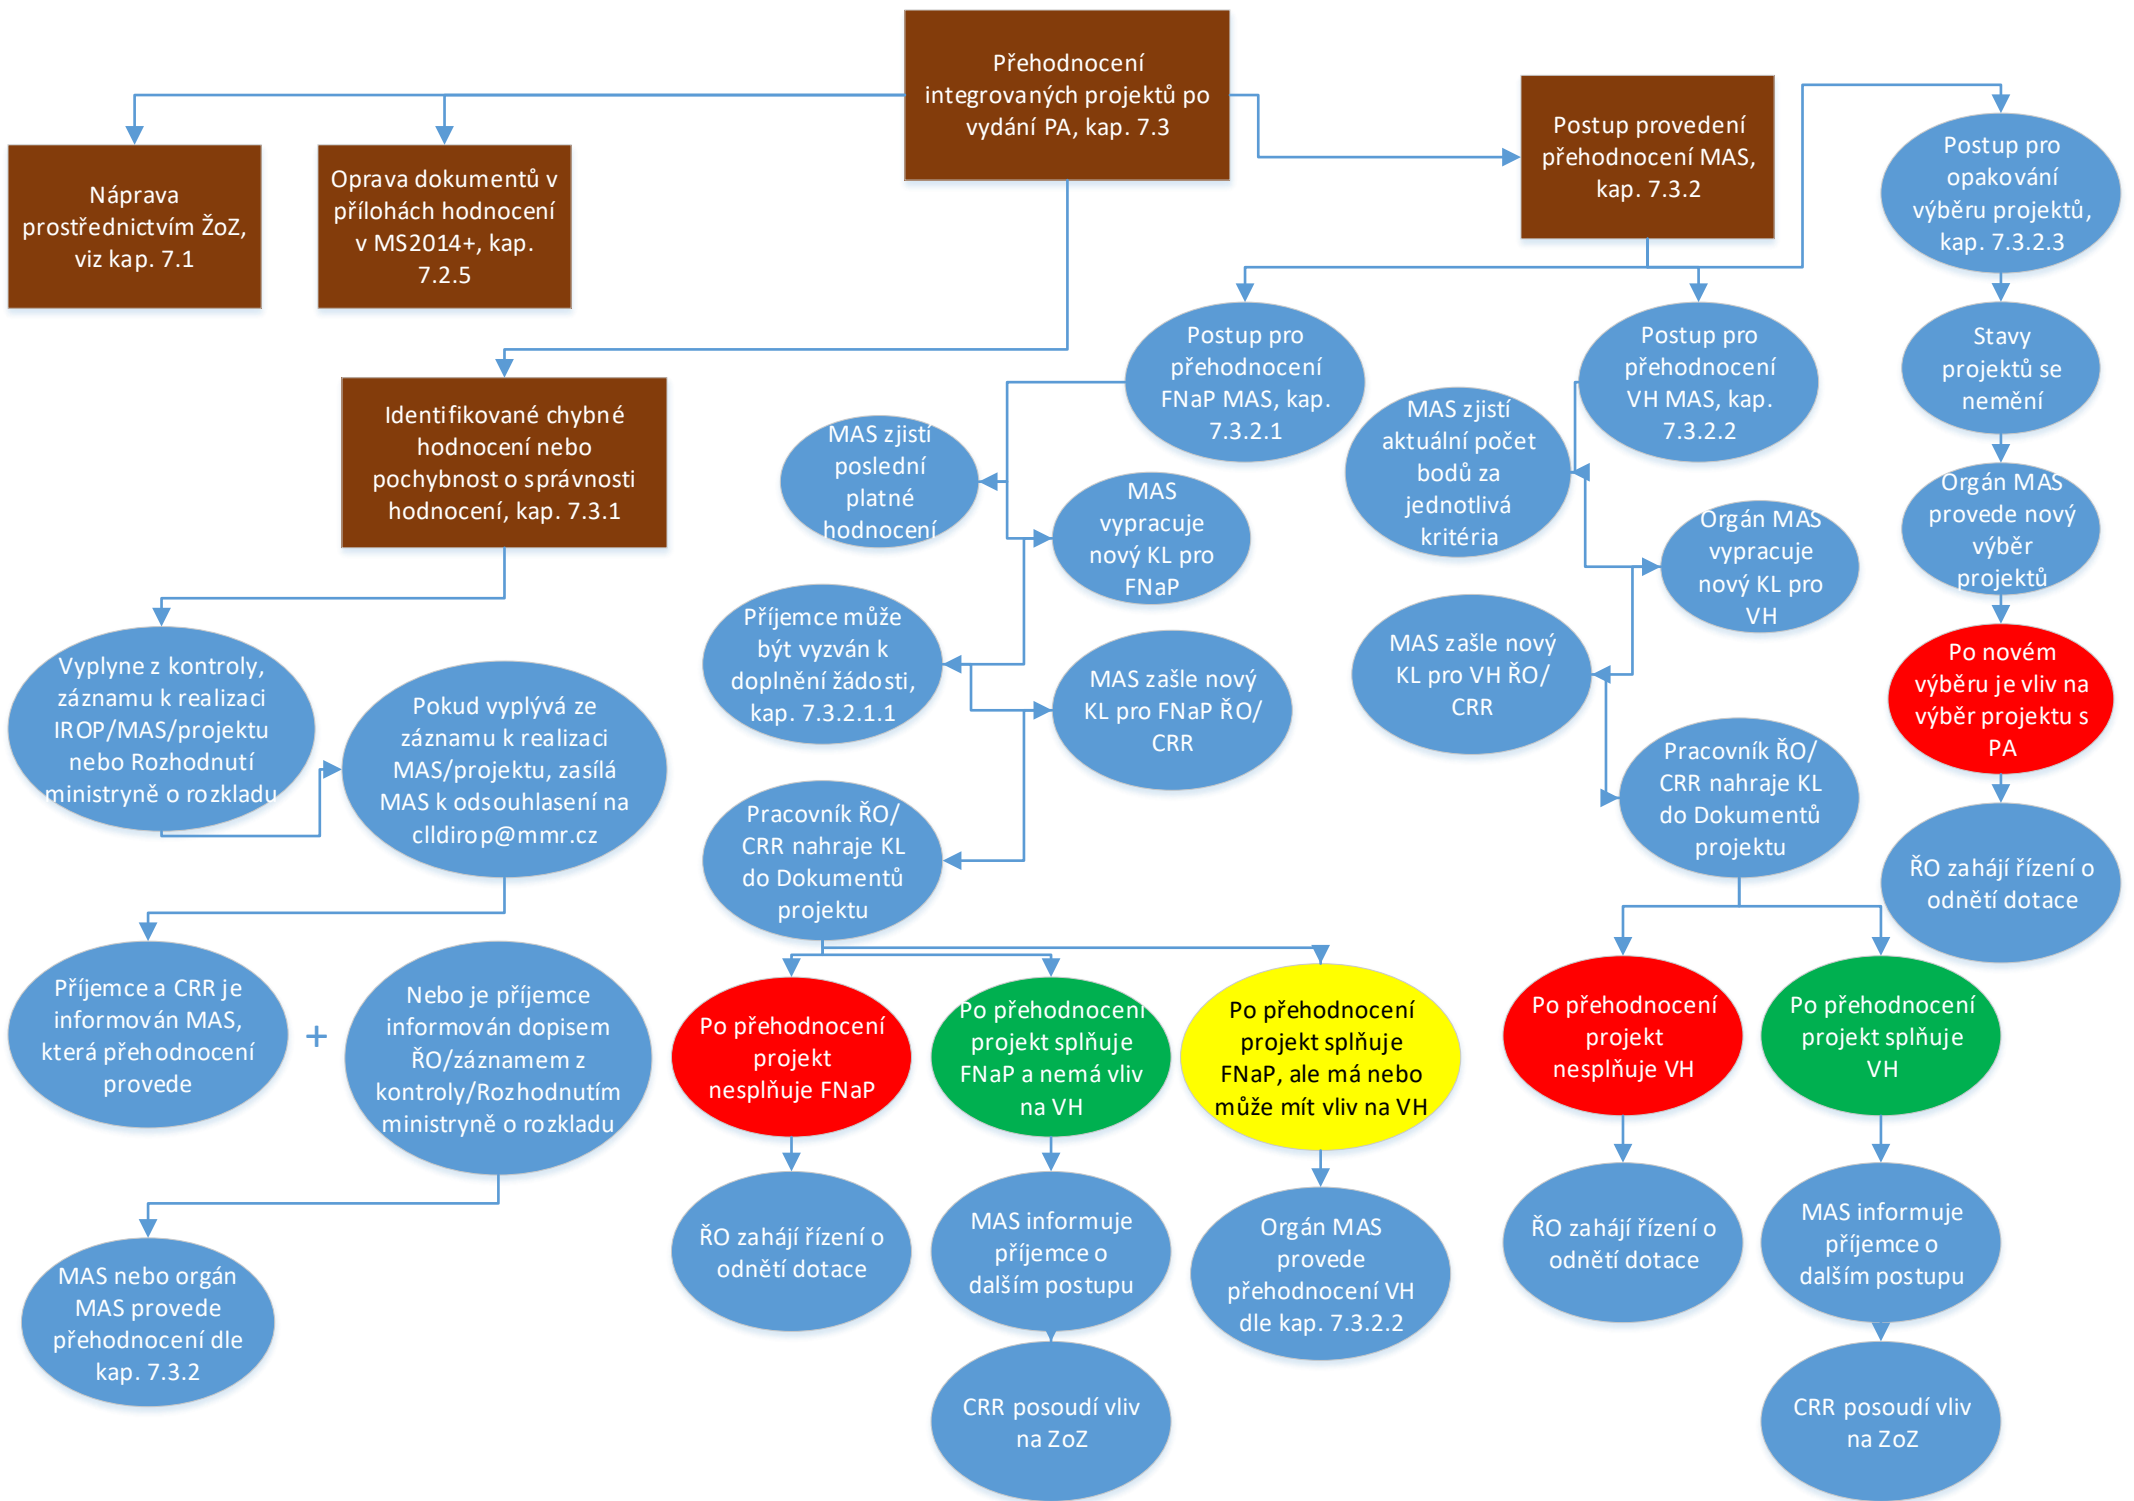 Přehodnocení
integrovaných projektů po
vydání PA, kap. 7.3
Postup provedení
přehodnocení MAS,
kap. 7.3.2
Postup pro
opakování
výběru projektů,
kap. 7.3.2.3
Náprava
prostřednictvím ŽoZ,
viz kap. 7.1
Oprava dokumentů v
přílohách hodnocení
v MS2014+, kap.
7.2.5
Stavy
projektů se
nemění
Postup pro
přehodnocení
FNaP MAS, kap.
7.3.2.1
Postup pro
přehodnocení
VH MAS, kap.
7.3.2.2
Identifikované chybné
hodnocení nebo
pochybnost o správnosti
hodnocení, kap. 7.3.1
MAS zjistí
poslední
platné
hodnocení
MAS zjistí
aktuální počet
bodů za
jednotlivá
kritéria
Orgán MAS
provede nový
výběr
projektů
MAS
vypracuje
nový KL pro
FNaP
Orgán MAS
vypracuje
nový KL pro
VH
Příjemce může
být vyzván k
doplnění žádosti,
kap. 7.3.2.1.1
MAS zašle nový
KL pro VH ŘO/
CRR
Po novém
výběru je vliv na
výběr projektu s
PA
Vyplyne z kontroly,
záznamu k realizaci
IROP/MAS/projektu
nebo Rozhodnutí
ministryně o rozkladu
Pokud vyplývá ze
záznamu k realizaci
MAS/projektu, zasílá
MAS k odsouhlasení na
clldirop@mmr.cz
MAS zašle nový
KL pro FNaP ŘO/
CRR
Pracovník ŘO/
CRR nahraje KL
do Dokumentů
projektu
Pracovník ŘO/
CRR nahraje KL
do Dokumentů
projektu
ŘO zahájí řízení o
odnětí dotace
Příjemce a CRR je
informován MAS,
která přehodnocení
provede
+
Nebo je příjemce
informován dopisem
ŘO/záznamem z
kontroly/Rozhodnutím
ministryně o rozkladu
Po přehodnocení
projekt
nesplňuje FNaP
Po přehodnocení
projekt splňuje
FNaP a nemá vliv
na VH
Po přehodnocení
projekt splňuje
FNaP, ale má nebo
může mít vliv na VH
Po přehodnocení
projekt
nesplňuje VH
Po přehodnocení
projekt splňuje
VH
MAS nebo orgán
MAS provede
přehodnocení dle
kap. 7.3.2
ŘO zahájí řízení o
odnětí dotace
MAS informuje
příjemce o
dalším postupu
Orgán MAS
provede
přehodnocení VH
dle kap. 7.3.2.2
ŘO zahájí řízení o
odnětí dotace
MAS informuje
příjemce o
dalším postupu
CRR posoudí vliv
na ZoZ
CRR posoudí vliv
na ZoZ